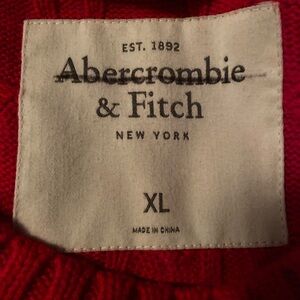 EST. 1892
Abercrombie
& Fitch
NEW YORK
XL
MADE IN CHINA